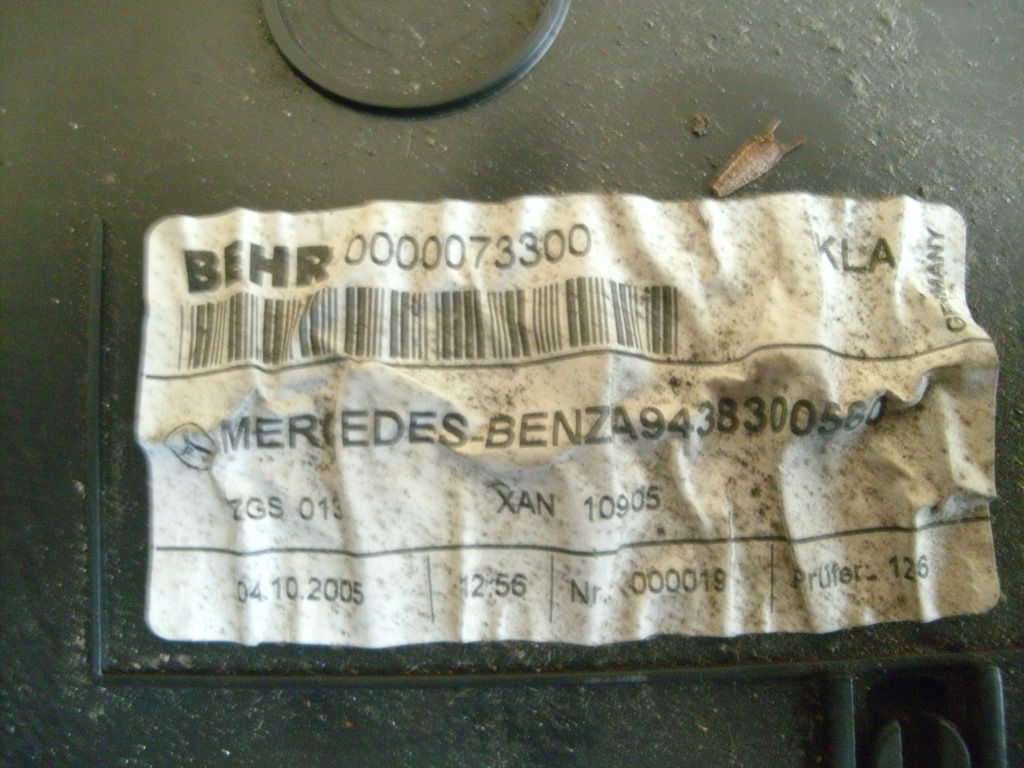 BEHR 0000073300 KLA
GERMANY
MERCEDES-BENZ A9438300560
ZGS 013 XAN 10905
04.10.2005 12:56 Nr. 000019 Prüfer: 126